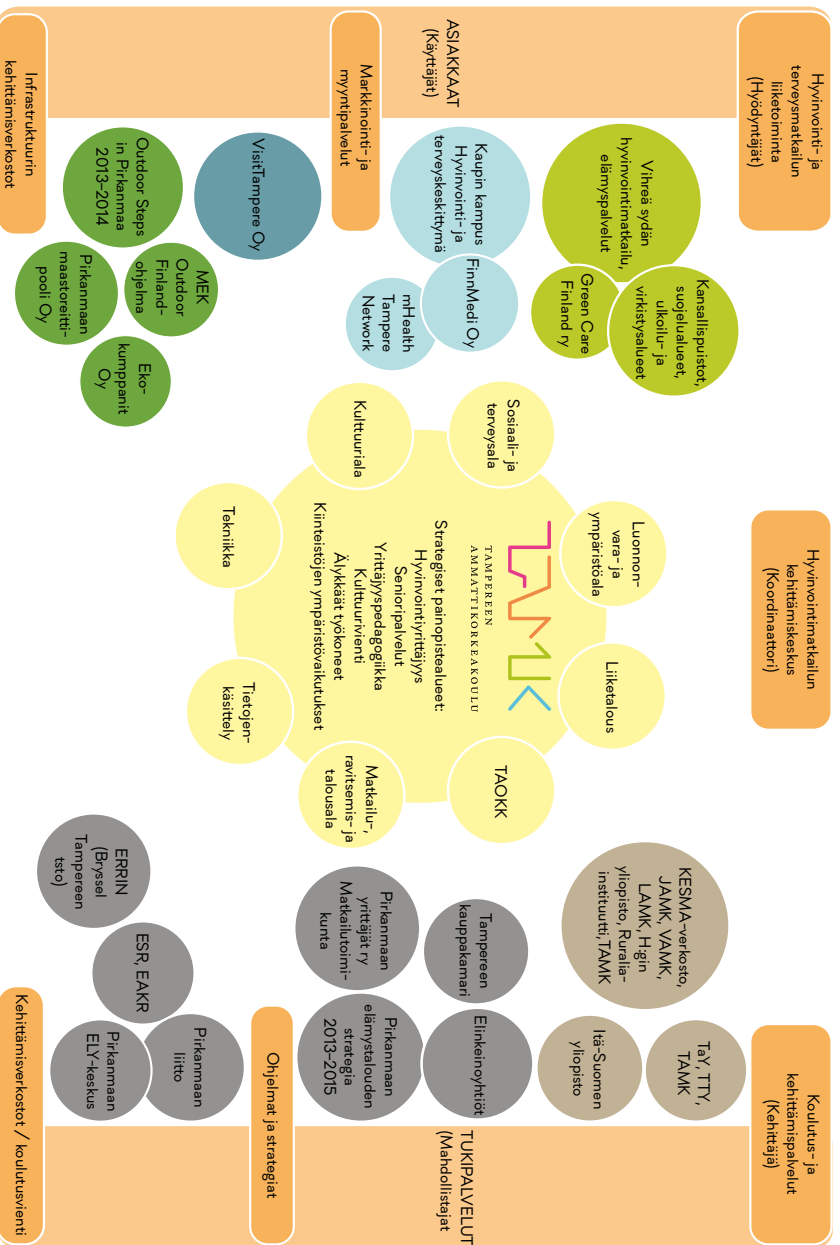 Hyvinvointi- ja
terveysmatkailun
liiketoiminta
(Hyödyntäjät)
Hyvinvointimatkailun
kehittämiskeskus
(Koordinaattori)
Koulutus- ja
kehittämispalvelut
(Kehittäjä)
Vihreä sydän
hyvinvointimatkailu,
elämyspalvelut
Kansallispuistot,
suojelualueet,
ulkoilu- ja
virkistysalueet
Green Care
Finland ry
ASIAKKAAT
(Käyttäjät)
Kaupin kampus
Hyvinvointi- ja
terveyskeskittymä
FinnMedi Oy
mHealth
Tampere
Network
Markkinointi- ja
myyntipalvelut
VisitTampere Oy
Outdoor Steps
in Pirkanmaa
2013–2014
MEK
Outdoor
Finland-
ohjelma
Pirkanmaan
maastoreitti-
pooli Oy
Eko-
kumppanit
Oy
Infrastruktuurin
kehittämisverkostot
Luonnon-
vara- ja
ympäristöala
Liiketalous
Sosiaali- ja
terveysala
TAOKK
TAMK
TAMPEREEN
AMMATTIKORKEAKOULU
Strategiset painopistealueet:
Hyvinvointiyrittäjyys
Senioripalvelut
Yrittäjyyspedagogiikka
Kulttuurivienti
Älykkäät työkoneet
Kiinteistöjen ympäristövaikutukset
Kulttuuriala
Matkailu-,
ravitsemis- ja
talousala
Tekniikka
Tietojen-
käsittely
KESMA-verkosto,
JAMK, VAMK,
LAMK, H:gin
yliopisto, Ruralia-
instituutti, TAMK
TaY, TTY,
TAMK
Itä-Suomen
yliopisto
TUKIPALVELUT
(Mahdollistajat)
Tampereen
kauppakamari
Elinkeinoyhtiöt
Pirkanmaan
yrittäjät ry
Matkailutoimi-
kunta
Pirkanmaan
elämystalouden
strategia
2013–2015
Ohjelmat ja strategiat
ERRIN
(Bryssel
Tampereen
tsto)
ESR, EAKR
Pirkanmaan
liitto
Pirkanmaan
ELY-keskus
Kehittämisverkostot / koulutusvienti